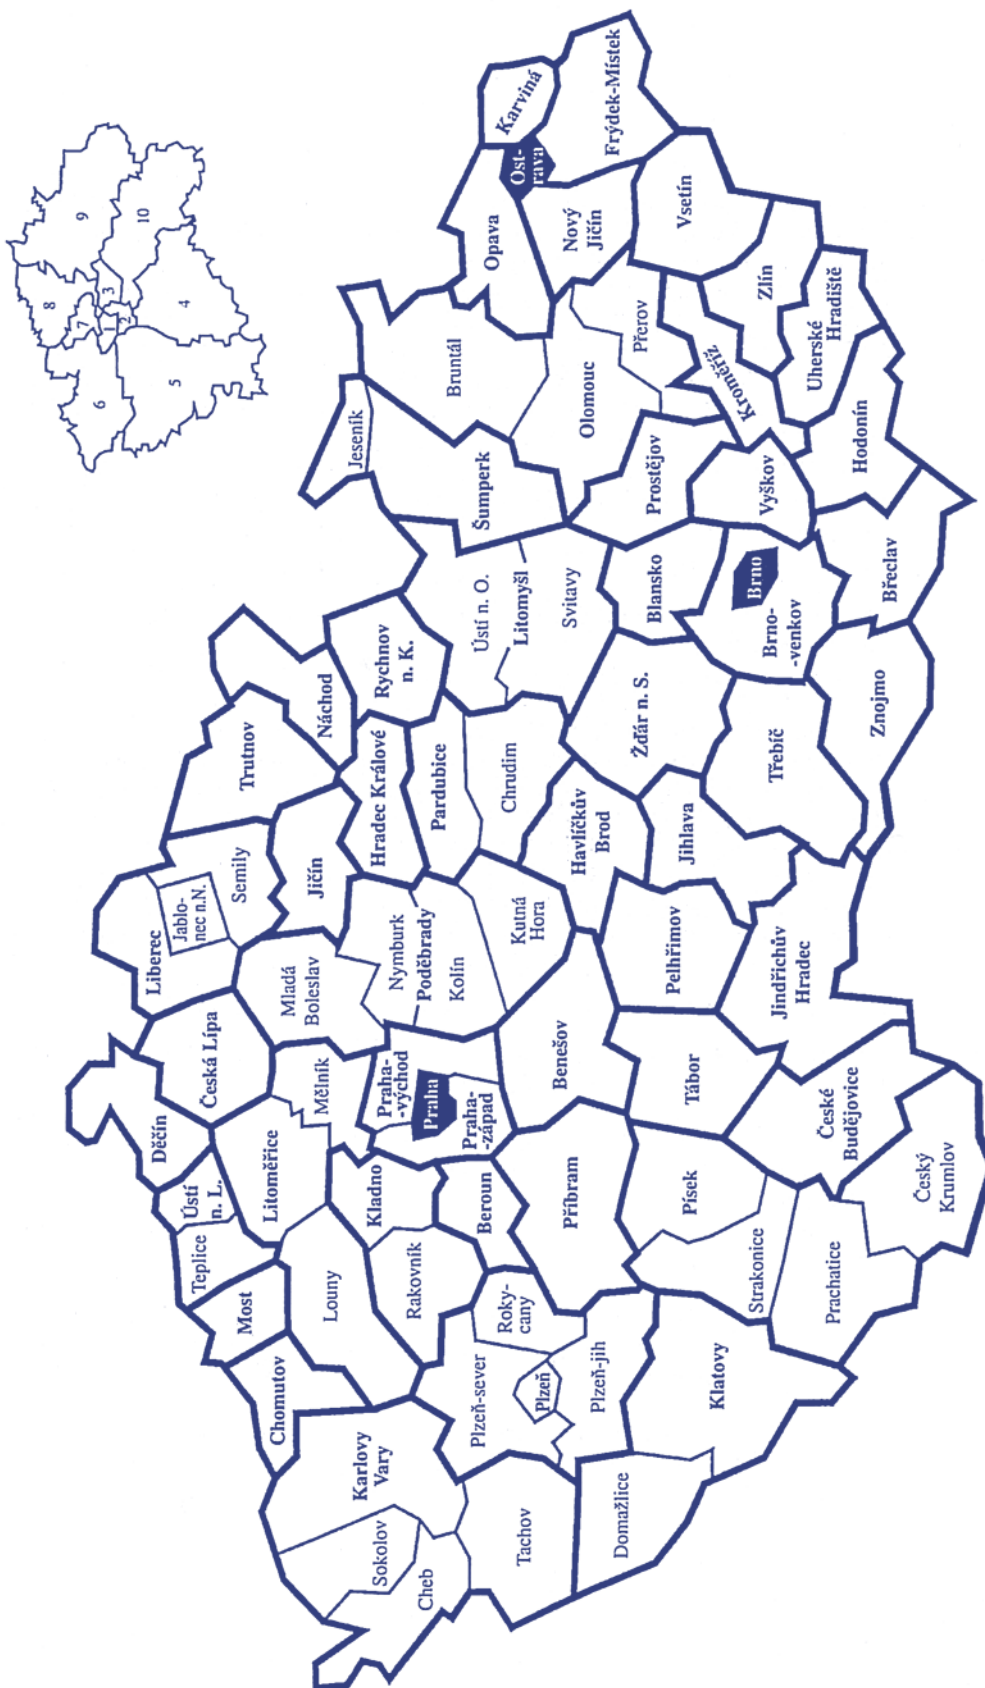 Děčín
Liberec
Jablo-
nec n.N.
Semily
Trutnov
Náchod
Jeseník
Ústí
n. L.
Teplice
Most
Chomutov
Litoměřice
Česká Lípa
Mělník
Mladá
Boleslav
Jičín
Hradec Králové
Rychnov
n. K.
Šumperk
Bruntál
Opava
Karviná
Ost-
rava
Frýdek-Místek
Nový
Jičín
Karlovy
Vary
Sokolov
Cheb
Louny
Rakovník
Kladno
Praha-
-východ
Praha
Praha-
-západ
Nymburk
Poděbrady
Kolín
Pardubice
Chrudim
Ústí n. O.
Litomyšl
Svitavy
Olomouc
Přerov
Vsetín
Tachov
Plzeň-sever
Plzeň
Plzeň-jih
Roky-
cany
Beroun
Příbram
Benešov
Kutná
Hora
Havlíčkův
Brod
Žďár n. S.
Blansko
Prostějov
Kroměříž
Zlín
Domažlice
Klatovy
Písek
Strakonice
Tábor
Pelhřimov
Jihlava
Třebíč
Brno
Brno-
-venkov
Vyškov
Uherské
Hradiště
Hodonín
Prachatice
České
Budějovice
Český
Krumlov
Jindřichův
Hradec
Znojmo
Břeclav
1
2
3
4
5
6
7
8
9
10